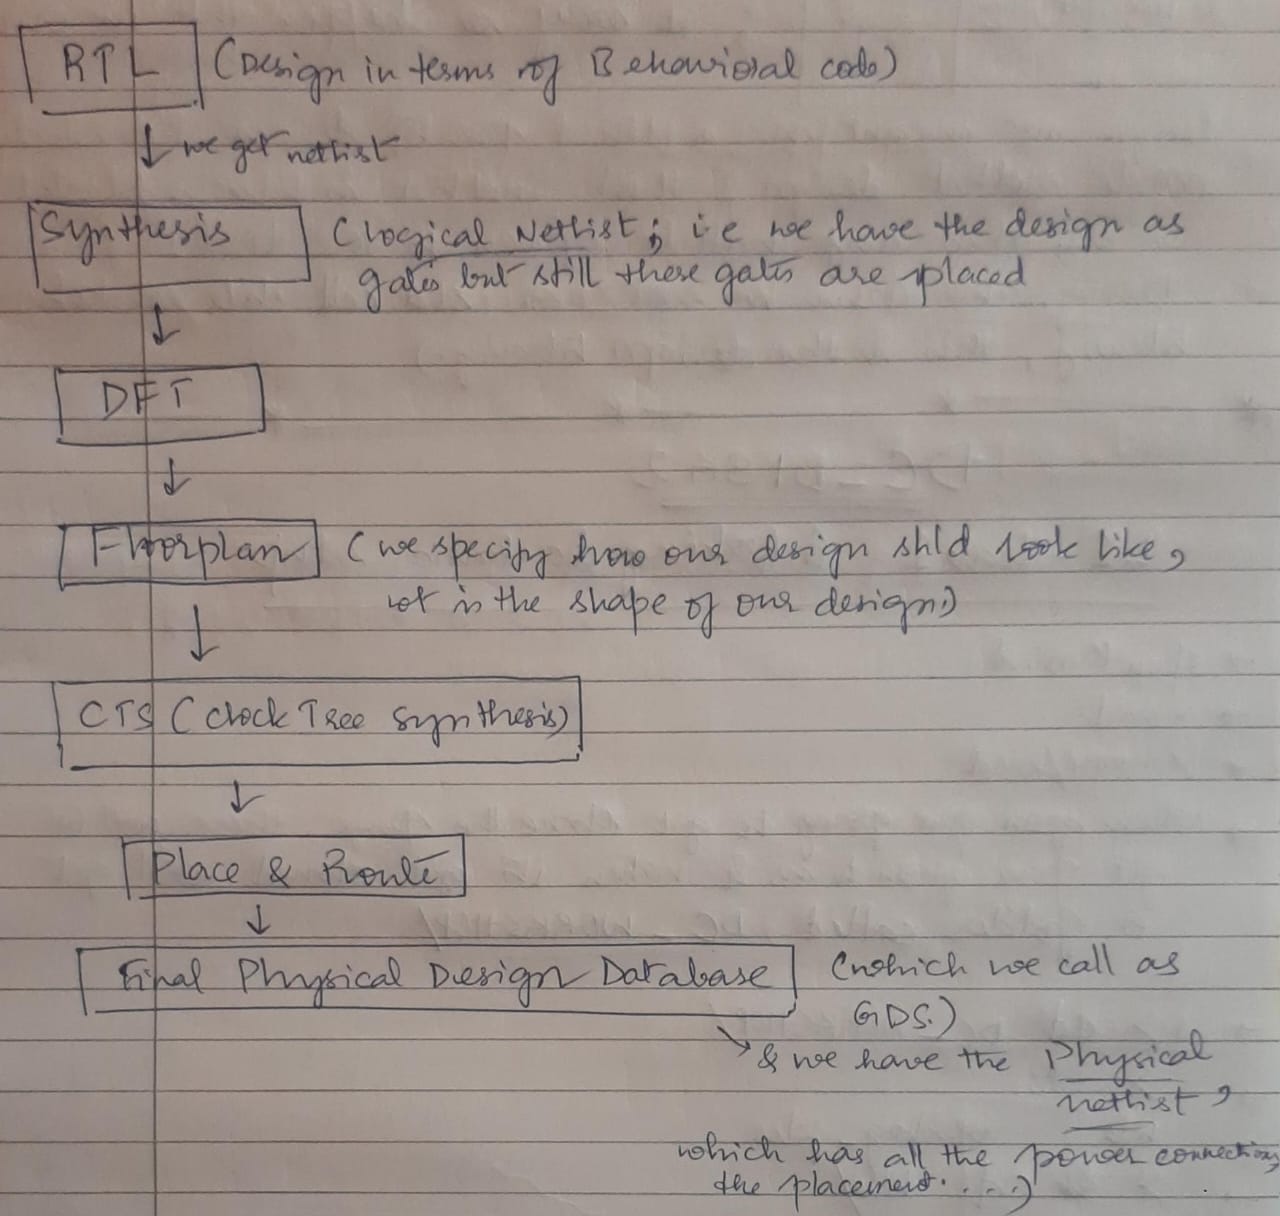 RTL (Design in terms of Behavioral code)
↓ we get netlist
Synthesis (Logical Netlist; i.e we have the design as
gates but still these gates are placed
↓
DFT
↓
Floorplan (we specify how our design shld look like,
wt is the shape of our design.)
↓
CTS (Clock Tree Synthesis)
↓
Place & Route
↓
Final Physical Design Database (which we call as
GDS.)
& we have the Physical
netlist,
which has all the power connections,
the placement. . . .)